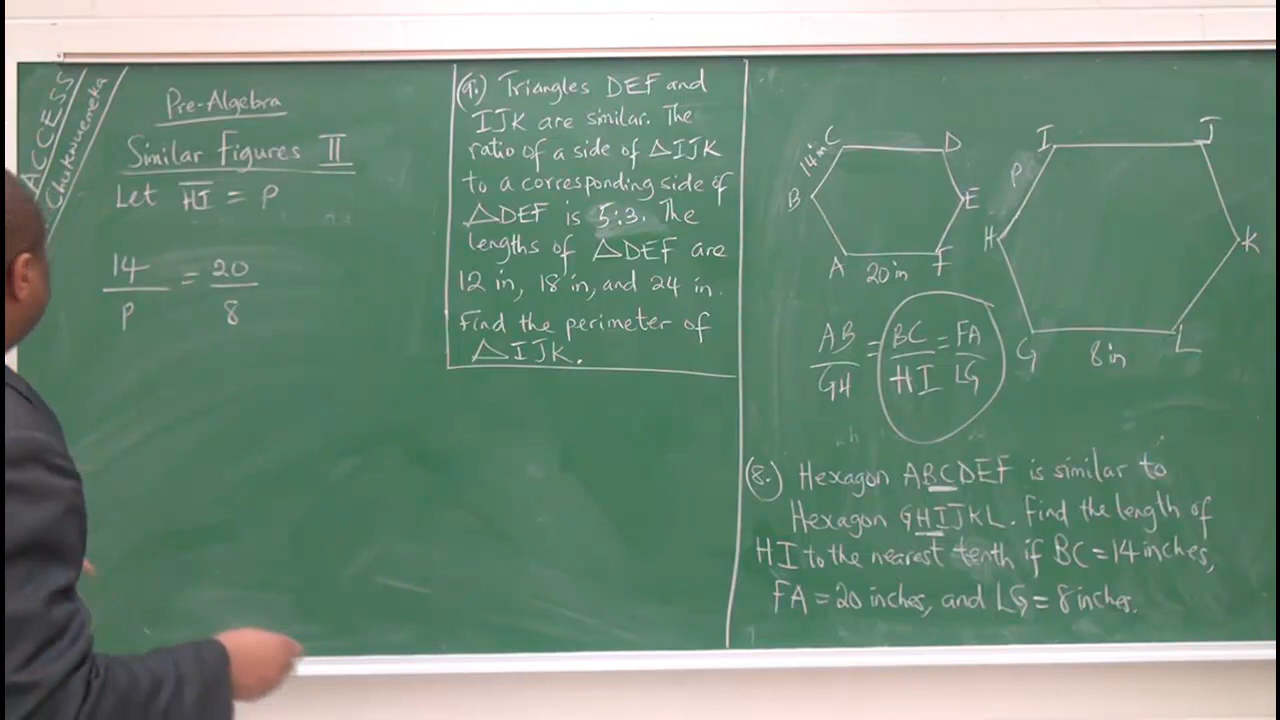 ACCESS
Chukwuemeka
Pre-Algebra
Similar Figures II
Let HI = P
14/P = 20/8
(9.) Triangles DEF and
IJK are similar. The
ratio of a side of △IJK
to a corresponding side of
△DEF is 5:3. The
lengths of △DEF are
12 in, 18 in, and 24 in.
Find the perimeter of
△IJK.
C
D
14 in
B
E
A
20 in
F
I
J
P
H
K
G
8 in
L
AB/GH = BC/HI = FA/LG
(8.) Hexagon ABCDEF is similar to
Hexagon GHIJKL. Find the length of
HI to the nearest tenth if BC = 14 inches,
FA = 20 inches, and LG = 8 inches.